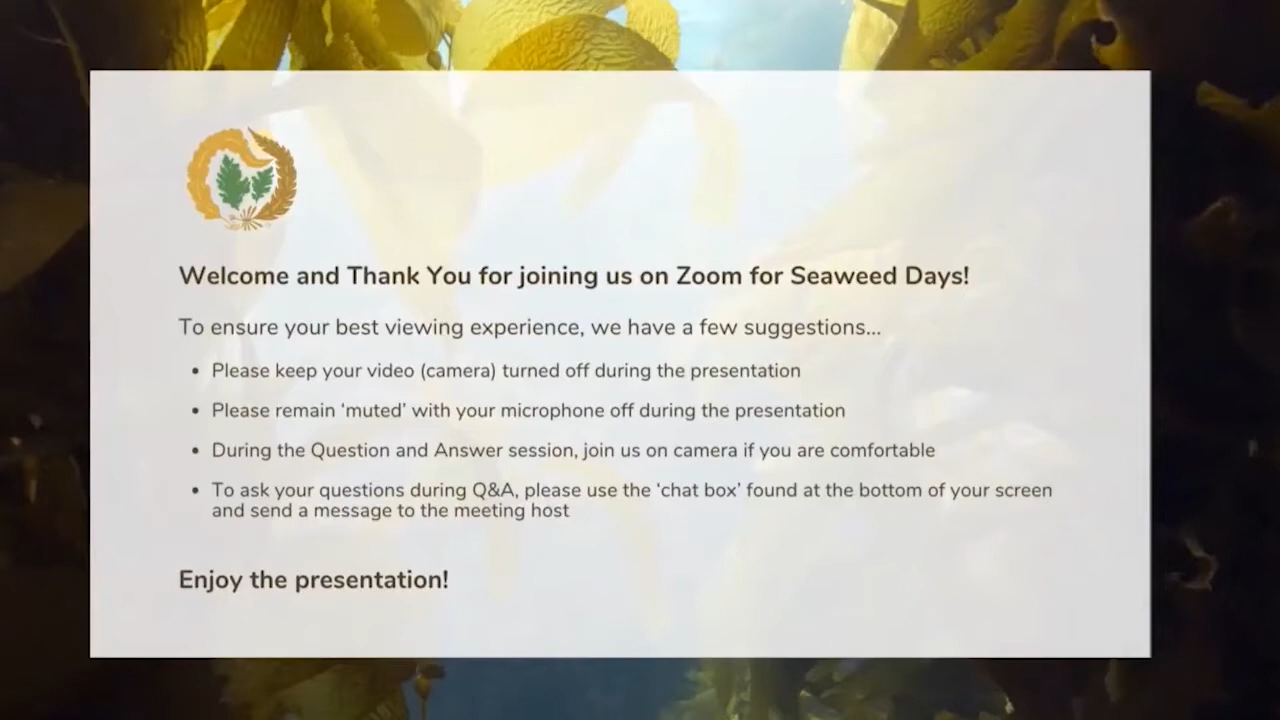 Welcome and Thank You for joining us on Zoom for Seaweed Days!
To ensure your best viewing experience, we have a few suggestions...
• Please keep your video (camera) turned off during the presentation
• Please remain ‘muted’ with your microphone off during the presentation
• During the Question and Answer session, join us on camera if you are comfortable
• To ask your questions during Q&A, please use the ‘chat box’ found at the bottom of your screen
and send a message to the meeting host
Enjoy the presentation!